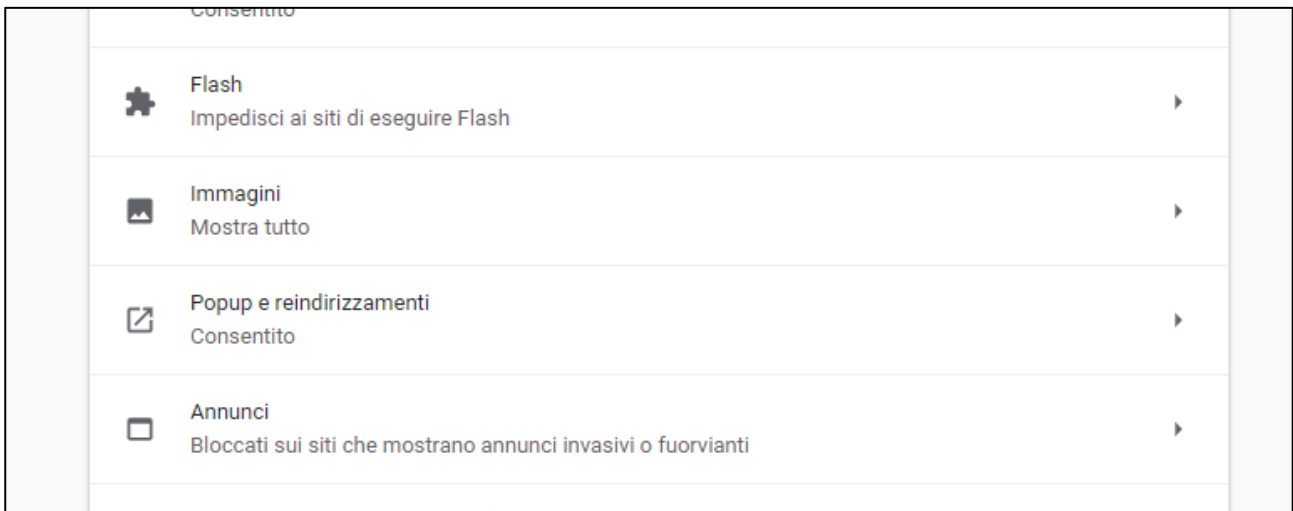 Consentito
Flash
Impedisci ai siti di eseguire Flash
Immagini
Mostra tutto
Popup e reindirizzamenti
Consentito
Annunci
Bloccati sui siti che mostrano annunci invasivi o fuorvianti